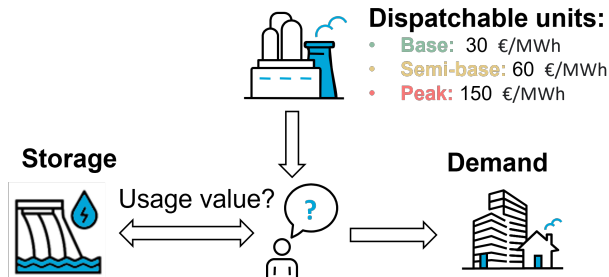 Dispatchable units:
• Base: 30 €/MWh
• Semi-base: 60 €/MWh
• Peak: 150 €/MWh
Storage
Demand
Usage value?
?